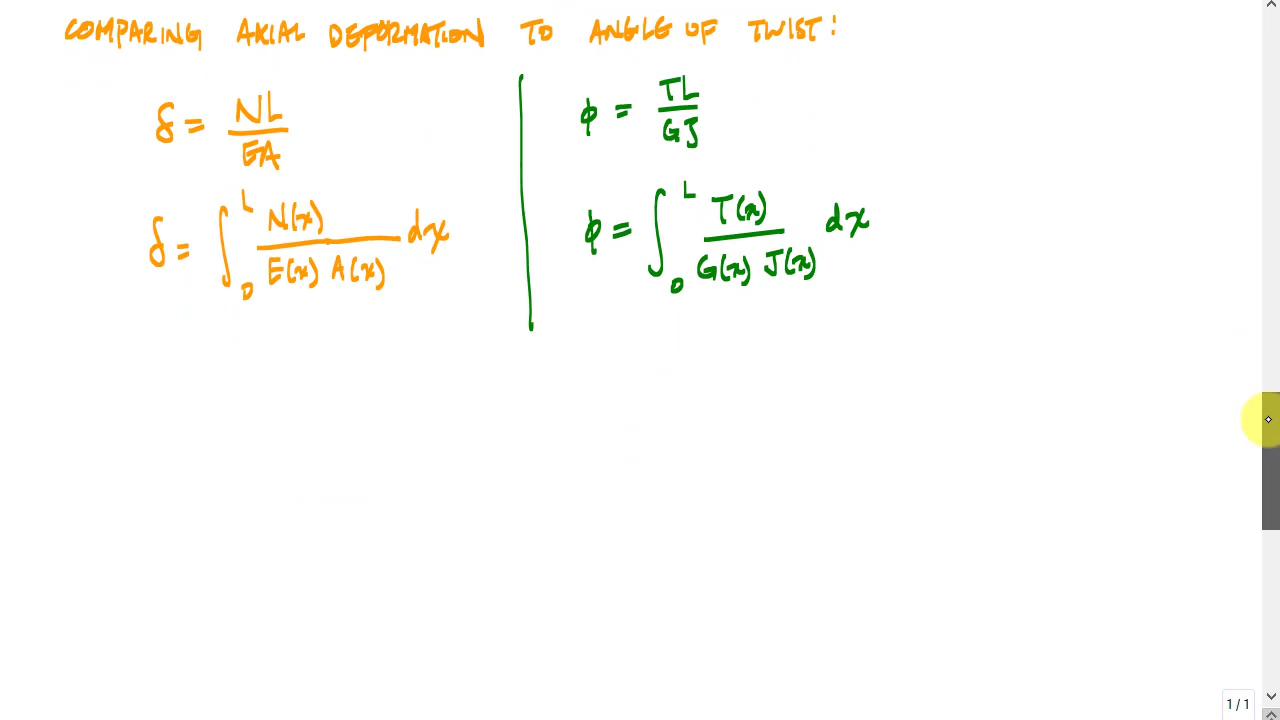 COMPARING AXIAL DEFORMATION TO ANGLE OF TWIST:
δ = NL / EA
δ = ∫₀ᴸ N(x) / E(x) A(x) dx
ϕ = TL / GJ
ϕ = ∫₀ᴸ T(x) / G(x) J(x) dx
1 / 1